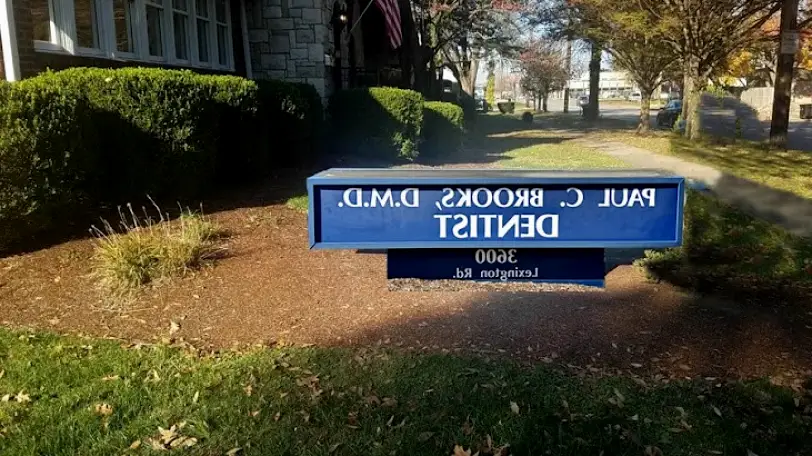 PAUL C. BROOKS, D.M.D.
DENTIST
3600
Lexington Rd.